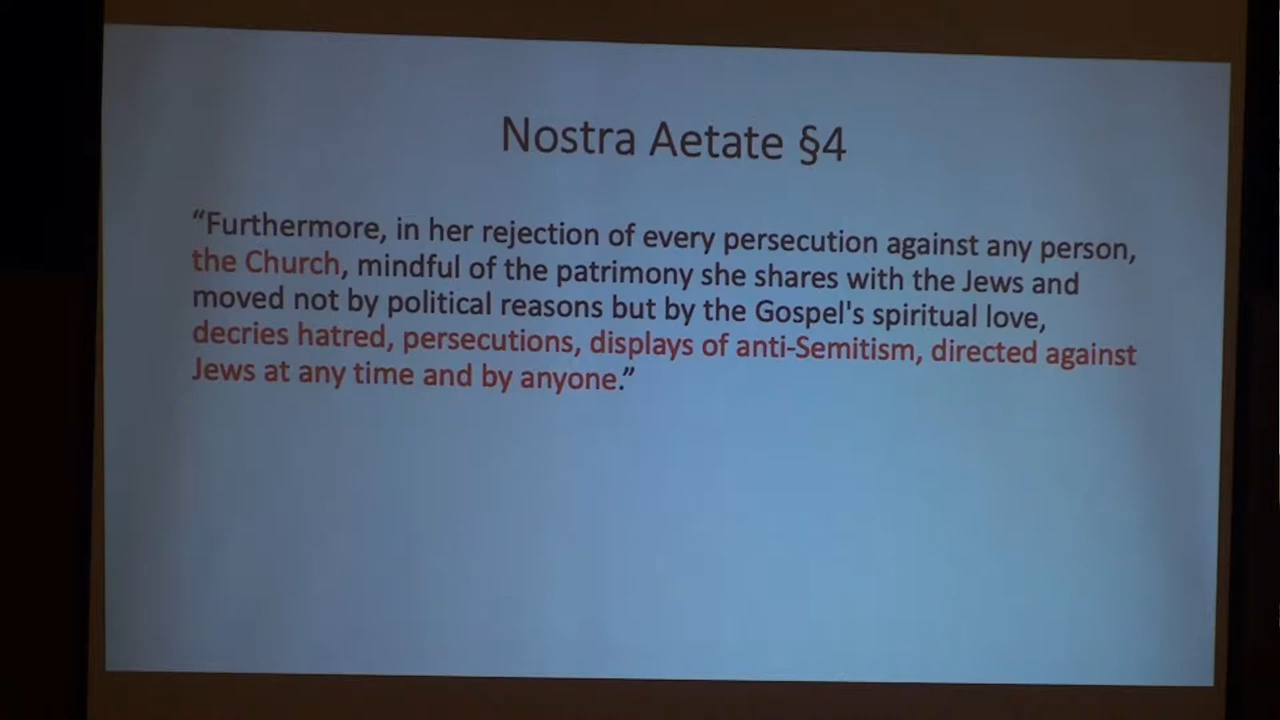 Nostra Aetate §4
“Furthermore, in her rejection of every persecution against any person,
the Church, mindful of the patrimony she shares with the Jews and
moved not by political reasons but by the Gospel's spiritual love,
decries hatred, persecutions, displays of anti-Semitism, directed against
Jews at any time and by anyone.”